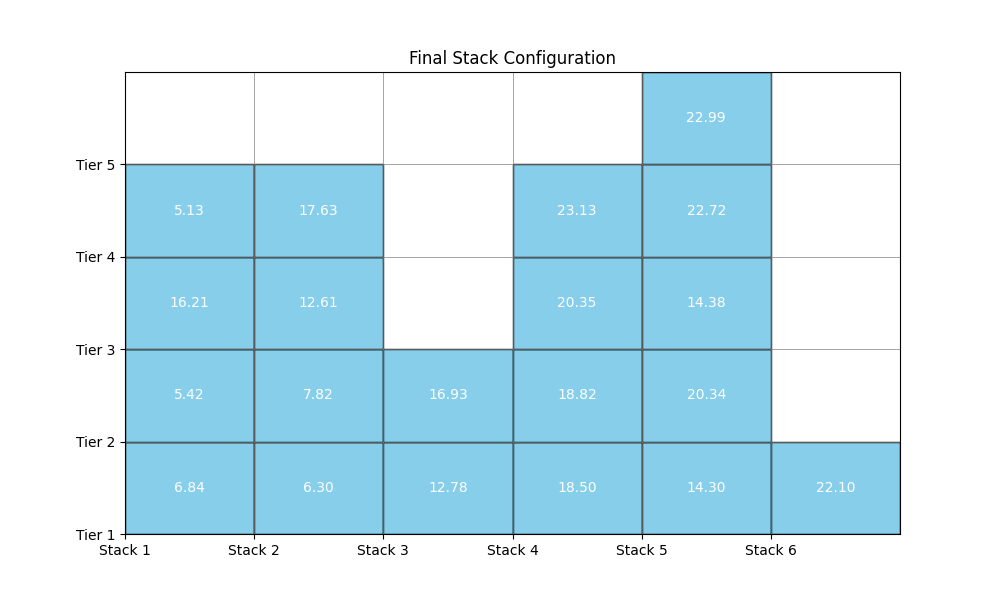 Final Stack Configuration
22.99
Tier 5
5.13 17.63 23.13 22.72
Tier 4
16.21 12.61 20.35 14.38
Tier 3
5.42 7.82 16.93 18.82 20.34
Tier 2
6.84 6.30 12.78 18.50 14.30 22.10
Tier 1
Stack 1 Stack 2 Stack 3 Stack 4 Stack 5 Stack 6